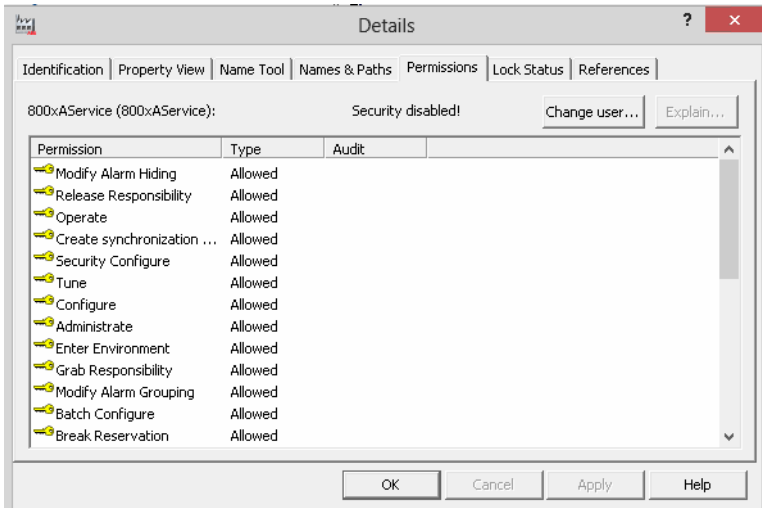 Details
?
Identification Property View Name Tool Names & Paths Permissions Lock Status References
800xAService (800xAService): Security disabled! Change user... Explain...
Permission Type Audit
Modify Alarm Hiding Allowed
Release Responsibility Allowed
Operate Allowed
Create synchronization ... Allowed
Security Configure Allowed
Tune Allowed
Configure Allowed
Administrate Allowed
Enter Environment Allowed
Grab Responsibility Allowed
Modify Alarm Grouping Allowed
Batch Configure Allowed
Break Reservation Allowed
OK Cancel Apply Help